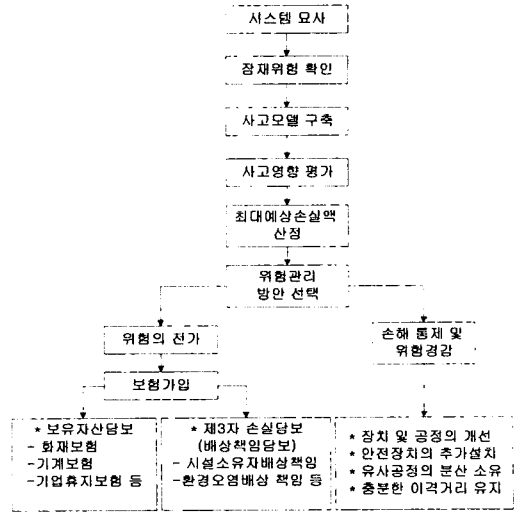 시스템 묘사
잠재위험 확인
사고모델 구축
사고영향 평가
최대예상손실액
산정
위험관리
방안 선택
위험의 전가
손해 통제 및
위험경감
보험가입
* 보유자산담보
- 화재보험
-기계보험
-기업휴지보험 등
* 제3자 손실담보
(배상책임담보)
- 시설소유자배상책임
-환경오염배상 책임 등
* 장치 및 공정의 개선
* 안전장치의 추가설치
* 유사공정의 분산 소유
* 충분한 이격거리 유지